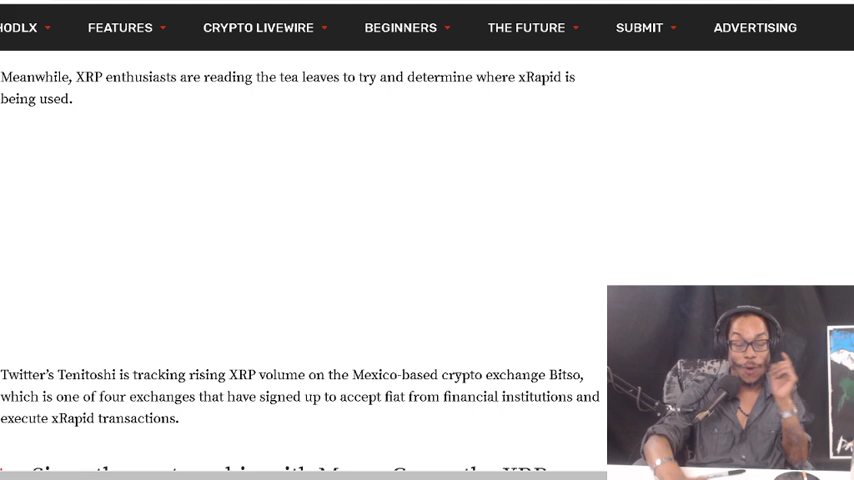 HODLX FEATURES CRYPTO LIVEWIRE BEGINNERS THE FUTURE SUBMIT ADVERTISING
Meanwhile, XRP enthusiasts are reading the tea leaves to try and determine where xRapid is
being used.
Twitter’s Tenitoshi is tracking rising XRP volume on the Mexico-based crypto exchange Bitso,
which is one of four exchanges that have signed up to accept fiat from financial institutions and
execute xRapid transactions.